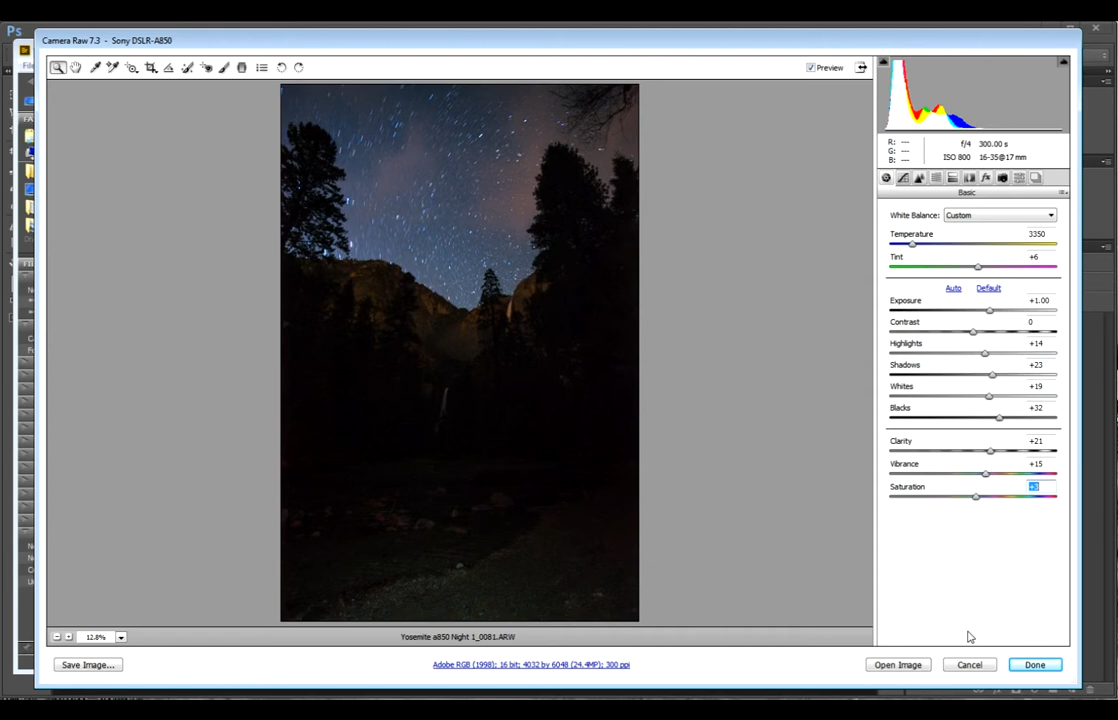 Ps
Camera Raw 7.3 - Sony DSLR-A850
Preview
R: ---
G: ---
B: ---
f/4 300.00 s
ISO 800 16-35@17 mm
Basic
White Balance: Custom
Temperature 3350
Tint +6
Auto Default
Exposure +1.00
Contrast 0
Highlights +14
Shadows +23
Whites +19
Blacks +32
Clarity +21
Vibrance +15
Saturation +3
12.8% Yosemite a850 Night 1_0081.ARW
Save Image... Adobe RGB (1998); 16 bit; 4032 by 6048 (24.4MP); 300 ppi Open Image Cancel Done